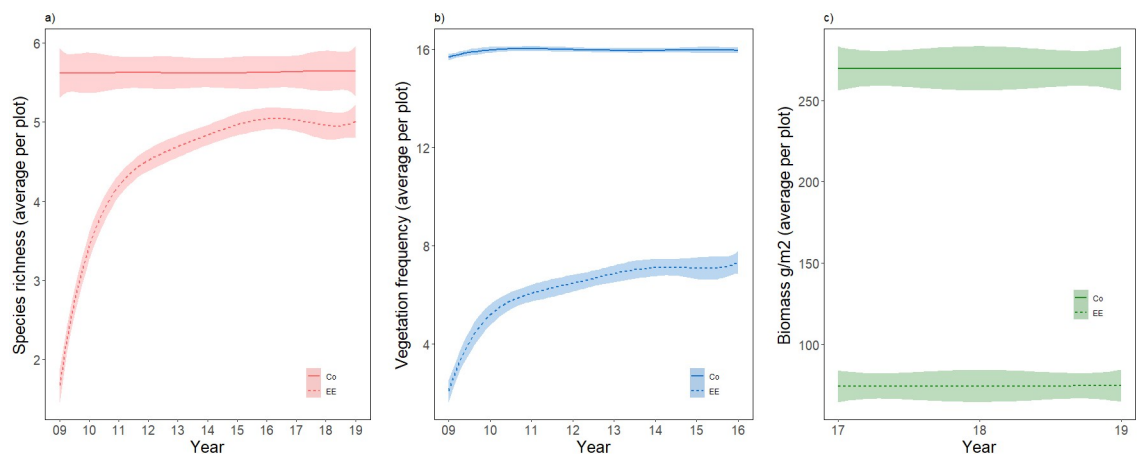 a)
Species richness (average per plot)
6
5
4
3
2
09 10 11 12 13 14 15 16 17 18 19
Year
Co
EE
b)
Vegetation frequency (average per plot)
16
12
8
4
09 10 11 12 13 14 15 16
Year
Co
EE
c)
Biomass g/m2 (average per plot)
250
200
150
100
17 18 19
Year
Co
EE